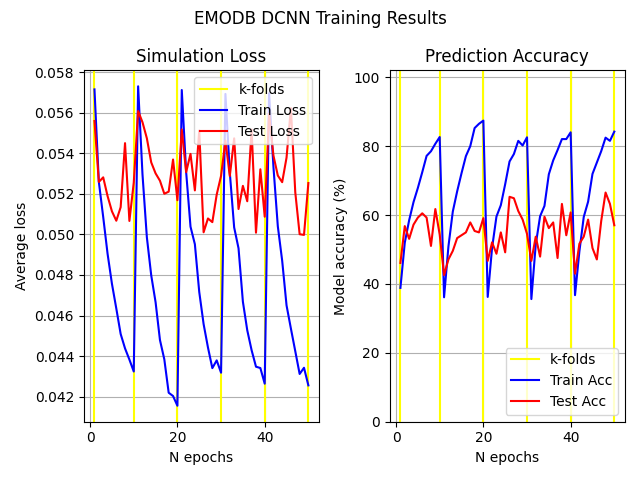 EMODB DCNN Training Results
Simulation Loss
0.058
0.056
0.054
0.052
0.050
0.048
0.046
0.044
0.042
Average loss
0
20
40
N epochs
k-folds
Train Loss
Test Loss
Prediction Accuracy
100
80
60
40
20
0
Model accuracy (%)
0
20
40
N epochs
k-folds
Train Acc
Test Acc